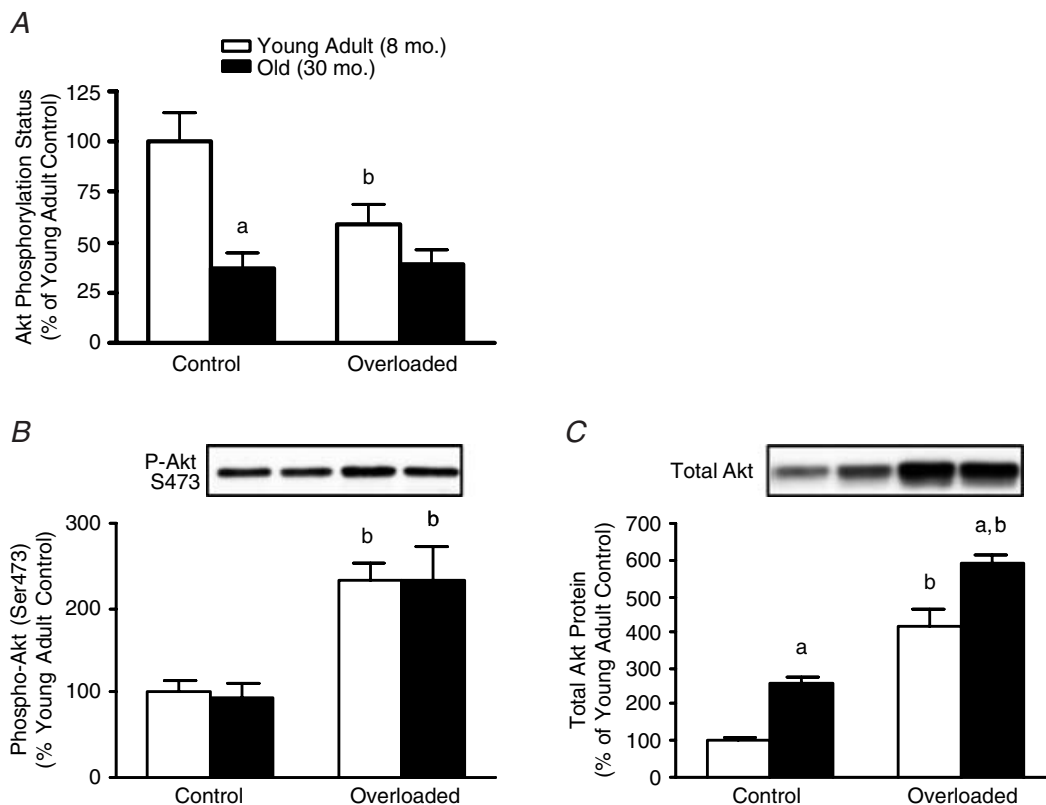 A
Young Adult (8 mo.)
Old (30 mo.)
Akt Phosphorylation Status
(% of Young Adult Control)
125
100
75
50
25
0
a
b
Control
Overloaded
B
P-Akt
S473
Phospho-Akt (Ser473)
(% Young Adult Control)
300
200
100
0
b
b
Control
Overloaded
C
Total Akt
Total Akt Protein
(% of Young Adult Control)
700
600
500
400
300
200
100
0
a
b
a,b
Control
Overloaded